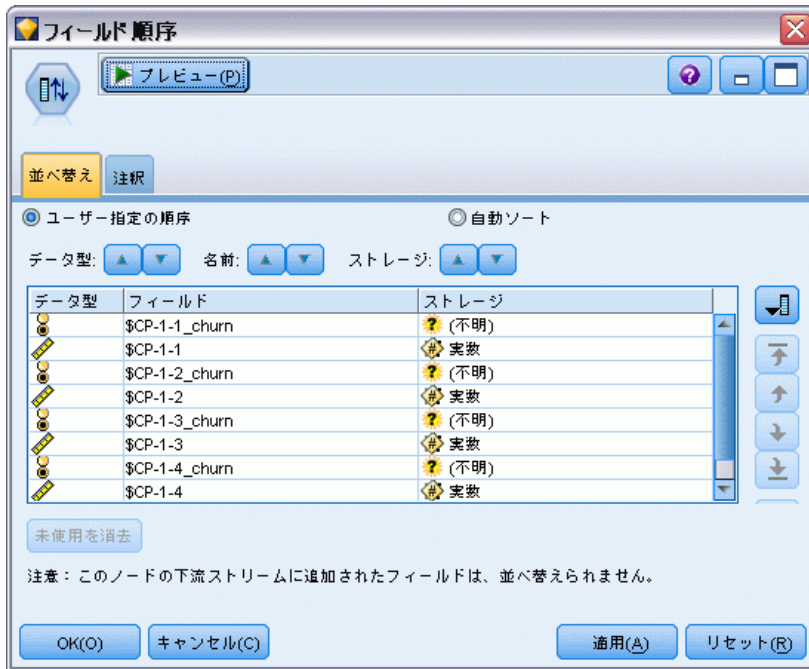 フィールド順序
プレビュー(P)
並べ替え 注釈
ユーザー指定の順序 自動ソート
データ型: 名前: ストレージ:
データ型 フィールド ストレージ
$CP-1-1_churn (不明)
$CP-1-1 実数
$CP-1-2_churn (不明)
$CP-1-2 実数
$CP-1-3_churn (不明)
$CP-1-3 実数
$CP-1-4_churn (不明)
$CP-1-4 実数
未使用を消去
注意：このノードの下流ストリームに追加されたフィールドは、並べ替えられません。
OK(O) キャンセル(C) 適用(A) リセット(R)